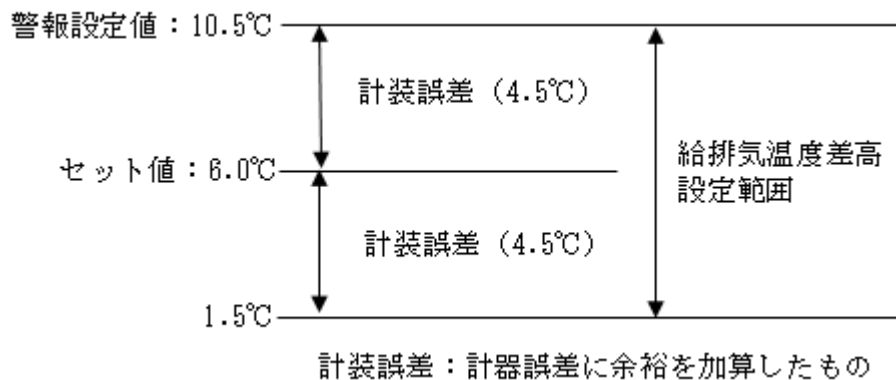 警報設定値：10.5℃
計装誤差（4.5℃）
セット値：6.0℃
給排気温度差高
設定範囲
計装誤差（4.5℃）
1.5℃
計装誤差：計器誤差に余裕を加算したもの